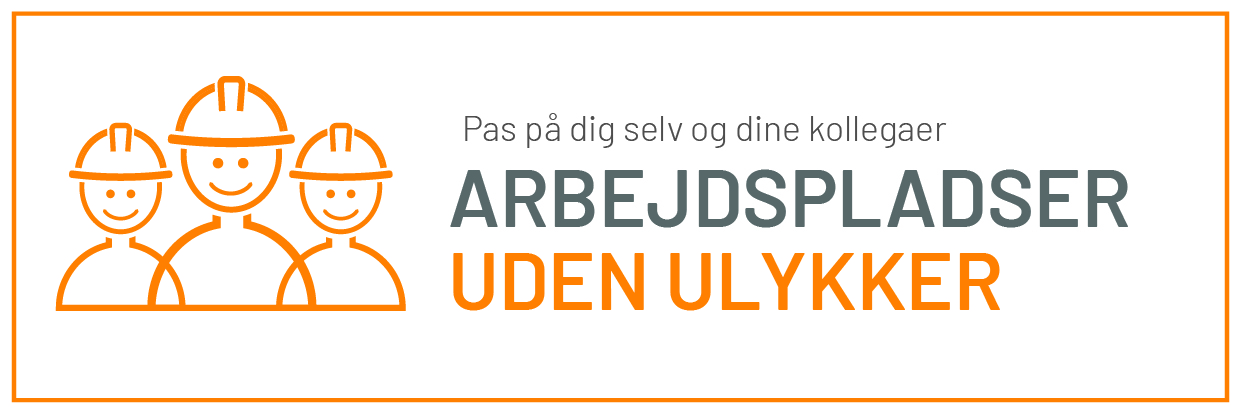 Pas på dig selv og dine kollegaer
ARBEJDSPLADSER
UDEN ULYKKER